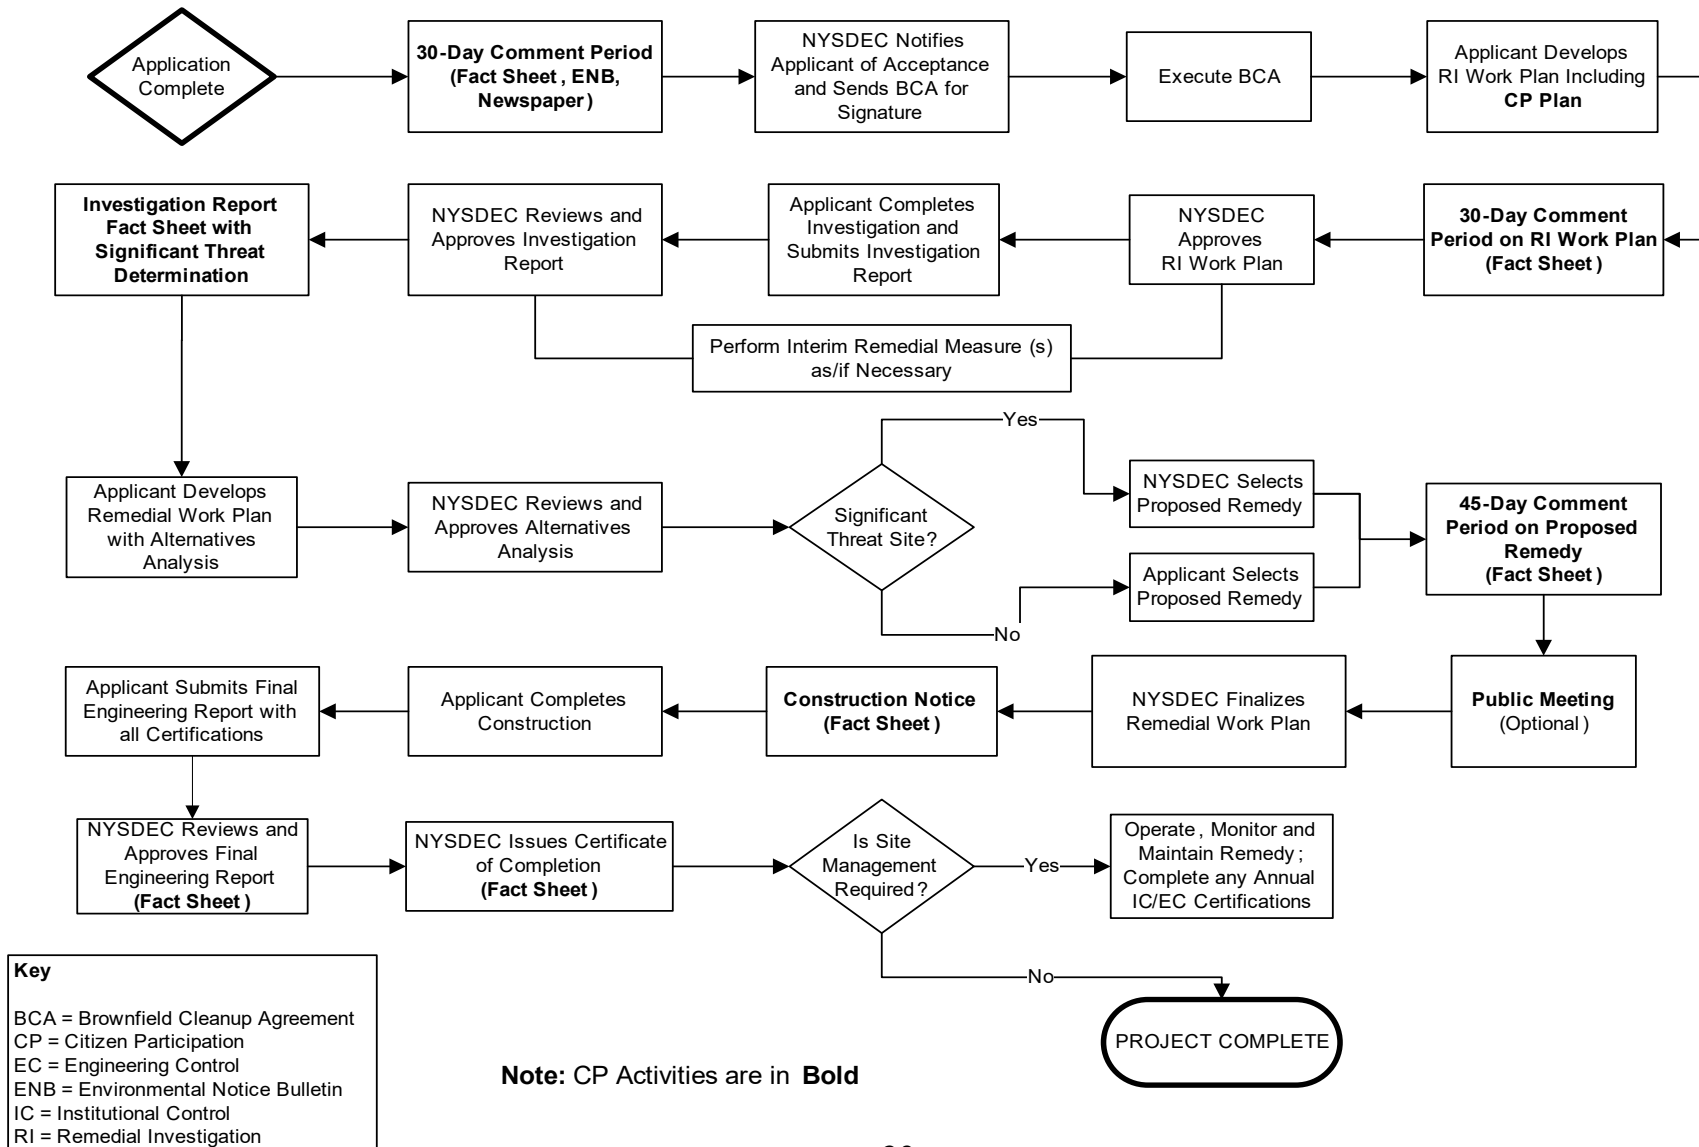 Application
Complete
30-Day Comment Period
(Fact Sheet, ENB,
Newspaper)
NYSDEC Notifies
Applicant of Acceptance
and Sends BCA for
Signature
Execute BCA
Applicant Develops
RI Work Plan Including
CP Plan
30-Day Comment
Period on RI Work Plan
(Fact Sheet)
NYSDEC
Approves
RI Work Plan
Applicant Completes
Investigation and
Submits Investigation
Report
NYSDEC Reviews and
Approves Investigation
Report
Investigation Report
Fact Sheet with
Significant Threat
Determination
Perform Interim Remedial Measure (s)
as/if Necessary
Applicant Develops
Remedial Work Plan
with Alternatives
Analysis
NYSDEC Reviews and
Approves Alternatives
Analysis
Significant
Threat Site?
Yes
No
NYSDEC Selects
Proposed Remedy
Applicant Selects
Proposed Remedy
45-Day Comment
Period on Proposed
Remedy
(Fact Sheet)
Public Meeting
(Optional)
NYSDEC Finalizes
Remedial Work Plan
Construction Notice
(Fact Sheet)
Applicant Completes
Construction
Applicant Submits Final
Engineering Report with
all Certifications
NYSDEC Reviews and
Approves Final
Engineering Report
(Fact Sheet)
NYSDEC Issues Certificate
of Completion
(Fact Sheet)
Is Site
Management
Required?
Yes
Operate, Monitor and
Maintain Remedy;
Complete any Annual
IC/EC Certifications
No
PROJECT COMPLETE
Key
BCA = Brownfield Cleanup Agreement
CP = Citizen Participation
EC = Engineering Control
ENB = Environmental Notice Bulletin
IC = Institutional Control
RI = Remedial Investigation
Note: CP Activities are in Bold